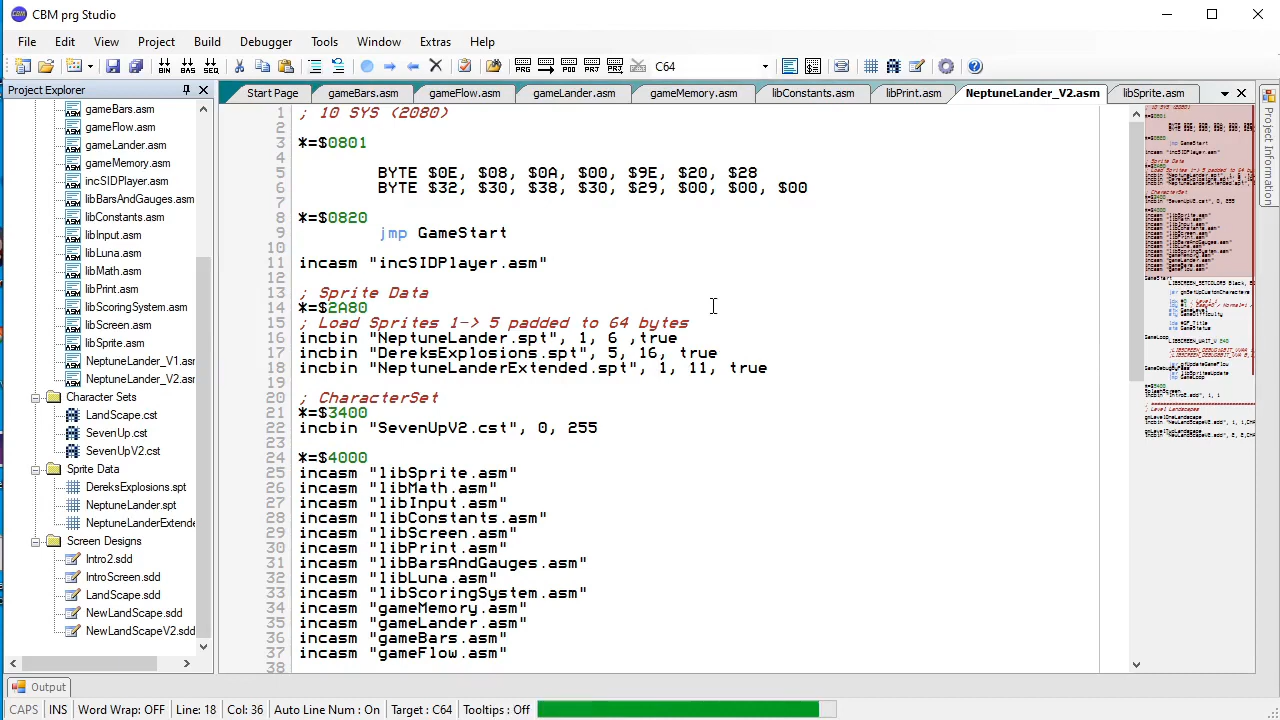 CBM prg Studio
File Edit View Project Build Debugger Tools Window Extras Help
C64
Project Explorer
Start Page gameBars.asm gameFlow.asm gameLander.asm gameMemory.asm libConstants.asm libPrint.asm NeptuneLander_V2.asm libSprite.asm
gameBars.asm
gameFlow.asm
gameLander.asm
gameMemory.asm
incSIDPlayer.asm
libBarsAndGauges.asm
libConstants.asm
libInput.asm
libLuna.asm
libMath.asm
libPrint.asm
libScoringSystem.asm
libScreen.asm
libSprite.asm
NeptuneLander_V1.asm
NeptuneLander_V2.asm
Character Sets
LandScape.cst
SevenUp.cst
SevenUpV2.cst
Sprite Data
DereksExplosions.spt
NeptuneLander.spt
NeptuneLanderExtende
Screen Designs
Intro2.sdd
IntroScreen.sdd
LandScape.sdd
NewLandScape.sdd
NewLandScapeV2.sdd
1 ; 10 SYS (2080)
2
3 *=$0801
4
5 BYTE $0E, $08, $0A, $00, $9E, $20, $28
6 BYTE $32, $30, $38, $30, $29, $00, $00, $00
7
8 *=$0820
9 jmp GameStart
10
11 incasm "incSIDPlayer.asm"
12
13 ; Sprite Data
14 *=$2A80
15 ; Load Sprites 1-> 5 padded to 64 bytes
16 incbin "NeptuneLander.spt", 1, 6 ,true
17 incbin "DereksExplosions.spt", 5, 16, true
18 incbin "NeptuneLanderExtended.spt", 1, 11, true
19
20 ; CharacterSet
21 *=$3400
22 incbin "SevenUpV2.cst", 0, 255
23
24 *=$4000
25 incasm "libSprite.asm"
26 incasm "libMath.asm"
27 incasm "libInput.asm"
28 incasm "libConstants.asm"
29 incasm "libScreen.asm"
30 incasm "libPrint.asm"
31 incasm "libBarsAndGauges.asm"
32 incasm "libLuna.asm"
33 incasm "libScoringSystem.asm"
34 incasm "gameMemory.asm"
35 incasm "gameLander.asm"
36 incasm "gameBars.asm"
37 incasm "gameFlow.asm"
38
Project Information
Output
CAPS INS Word Wrap: OFF Line: 18 Col: 36 Auto Line Num : On Target : C64 Tooltips: Off